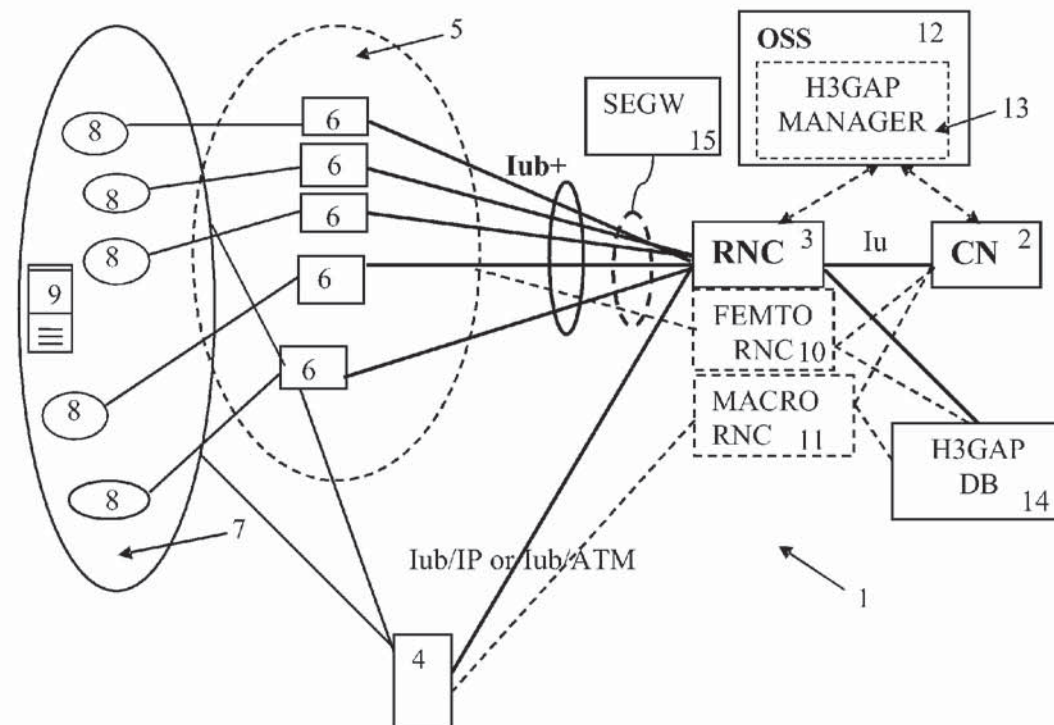 5
OSS 12
H3GAP
MANAGER
13
SEGW
15
8
6
6
Iub+
8
6
8
RNC 3
Iu
CN 2
9
6
FEMTO
RNC 10
6
8
MACRO
RNC 11
H3GAP
DB
14
8
7
Iub/IP or Iub/ATM
1
4